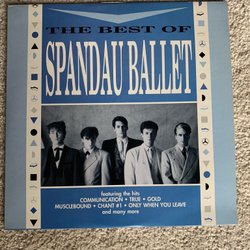 THE BEST OF
SPANDAU BALLET
featuring the hits
COMMUNICATION • TRUE • GOLD
MUSCLEBOUND • CHANT #1 • ONLY WHEN YOU LEAVE
and many more